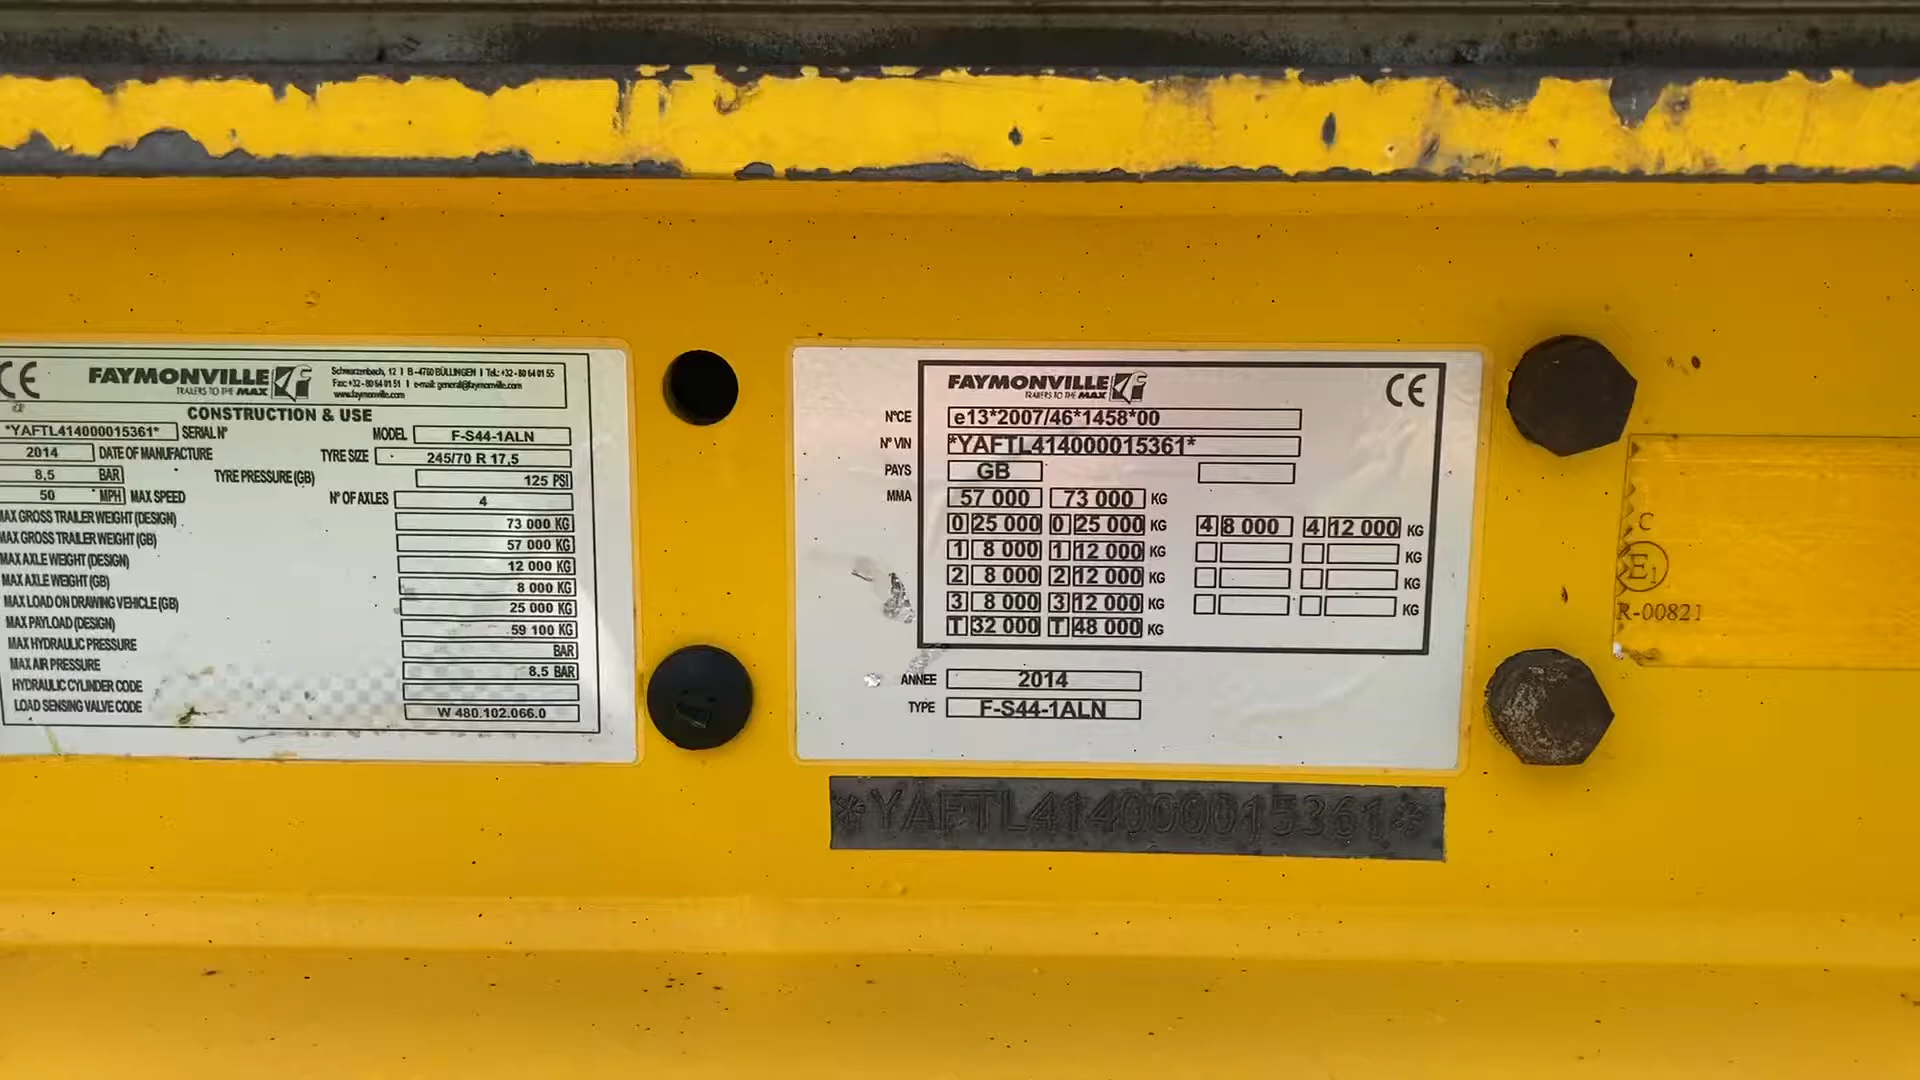 CE FAYMONVILLE
TRAILERS TO THE MAX
Schwarzenbach, 12 I B-4760 BÜLLINGEN I Tel.: +32 - 80 64 01 55
Fax: +32 - 80 64 01 51 I e-mail: general@faymonville.com
www.faymonville.com
CONSTRUCTION & USE
*YAFTL414000015361* SERIAL N° MODEL F-S44-1ALN
2014 DATE OF MANUFACTURE TYRE SIZE 245/70 R 17,5
8,5 BAR TYRE PRESSURE (GB) 125 PSI
50 MPH MAX SPEED N° OF AXLES 4
MAX GROSS TRAILER WEIGHT (DESIGN) 73 000 KG
MAX GROSS TRAILER WEIGHT (GB) 57 000 KG
MAX AXLE WEIGHT (DESIGN) 12 000 KG
MAX AXLE WEIGHT (GB) 8 000 KG
MAX LOAD ON DRAWING VEHICLE (GB) 25 000 KG
MAX PAYLOAD (DESIGN) 59 100 KG
MAX HYDRAULIC PRESSURE BAR
MAX AIR PRESSURE 8,5 BAR
HYDRAULIC CYLINDER CODE
LOAD SENSING VALVE CODE W 480.102.066.0
FAYMONVILLE CE
TRAILERS TO THE MAX
N°CE e13*2007/46*1458*00
N° VIN *YAFTL414000015361*
PAYS GB
MMA 57 000 73 000 KG
0 25 000 0 25 000 KG 4 8 000 4 12 000 KG
1 8 000 1 12 000 KG KG
2 8 000 2 12 000 KG KG
3 8 000 3 12 000 KG KG
T 32 000 T 48 000 KG
ANNEE 2014
TYPE F-S44-1ALN
*YAFTL414000015361*
C
E1
R-00821